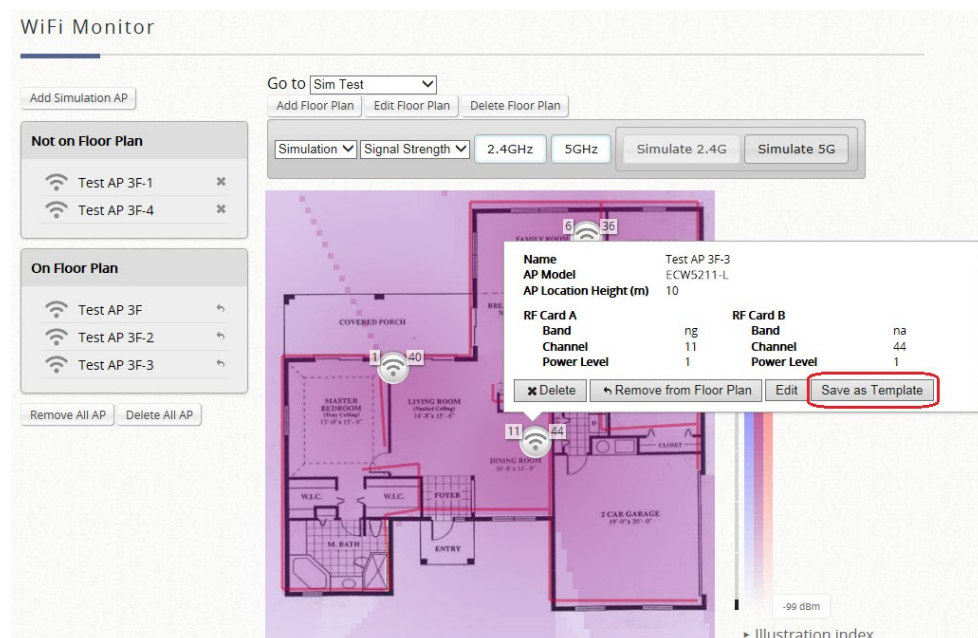 WiFi Monitor
Add Simulation AP
Go to Sim Test
Add Floor Plan Edit Floor Plan Delete Floor Plan
Not on Floor Plan
Simulation Signal Strength 2.4GHz 5GHz Simulate 2.4G Simulate 5G
Test AP 3F-1
Test AP 3F-4
On Floor Plan
Test AP 3F
Test AP 3F-2
Test AP 3F-3
Remove All AP Delete All AP
6 36
FAMILY ROOM
Name Test AP 3F-3
AP Model ECW5211-L
AP Location Height (m) 10
RF Card A RF Card B
Band ng Band na
Channel 11 Channel 44
Power Level 1 Power Level 1
Delete Remove from Floor Plan Edit Save as Template
COVERED PORCH
1 40
MASTER
BEDROOM
(Tray Ceiling)
LIVING ROOM
(Vaulted Ceiling)
11 44
DINING ROOM
CLOSET
W.I.C. W.I.C. FOYER
2 CAR GARAGE
M. BATH
ENTRY
-99 dBm
Illustration index